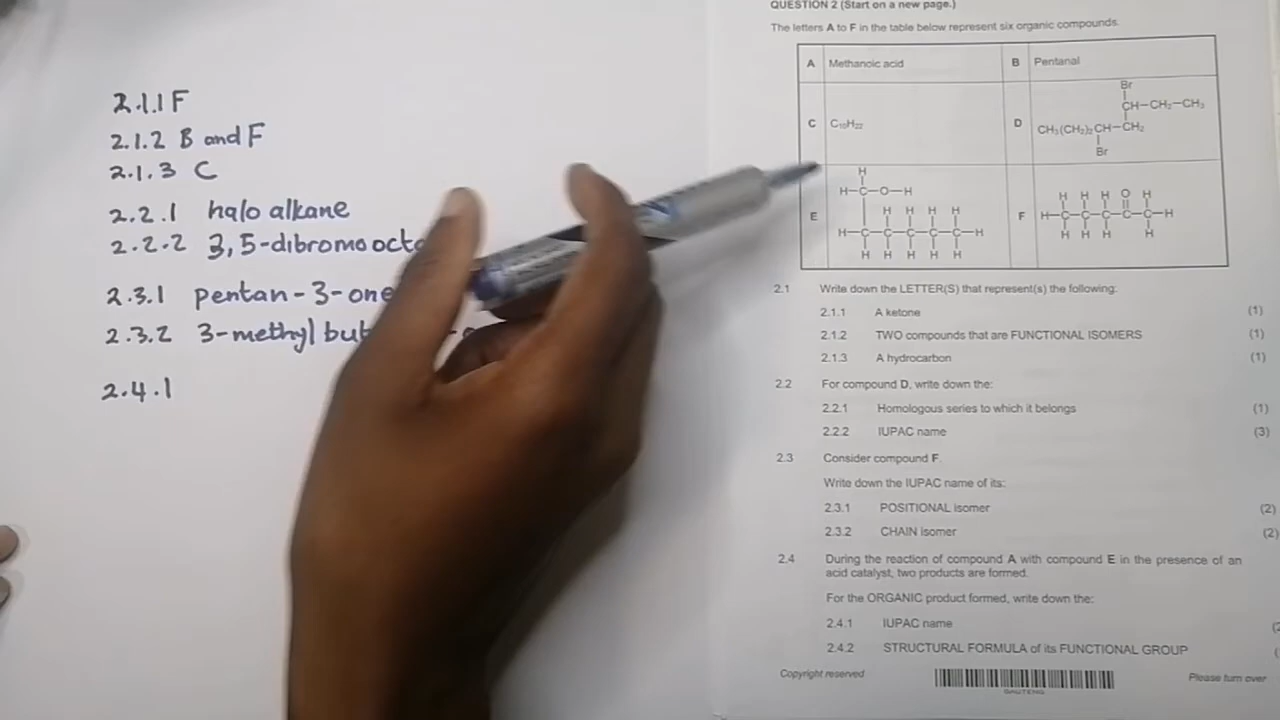 2.1.1 F
2.1.2 B and F
2.1.3 C
2.2.1 halo alkane
2.2.2 3,5-dibromo
2.3.1 pentan-3-one
2.3.2 3-methyl
2.4.1
QUESTION 2 (Start on a new page.)
The letters A to F in the table below represent six organic compounds.
A Methanoic acid B Pentanal
C C₁₀H₂₂ D
Br
CH–CH₂–CH₃
CH₃(CH₂)₂CH–CH₂
Br
E
H
H–C–O–H
H H H H
H–C–C–C–C–C–H
H H H H H
F
H H H O H
H–C–C–C–C–C–H
H H H H
2.1 Write down the LETTER(S) that represent(s) the following:
2.1.1 A ketone (1)
2.1.2 TWO compounds that are FUNCTIONAL ISOMERS (1)
2.1.3 A hydrocarbon (1)
2.2 For compound D, write down the:
2.2.1 Homologous series to which it belongs (1)
2.2.2 IUPAC name (3)
2.3 Consider compound F.
Write down the IUPAC name of its:
2.3.1 POSITIONAL isomer (2)
2.3.2 CHAIN isomer (2)
2.4 During the reaction of compound A with compound E in the presence of an
acid catalyst, two products are formed.
For the ORGANIC product formed, write down the:
2.4.1 IUPAC name
2.4.2 STRUCTURAL FORMULA of its FUNCTIONAL GROUP
Copyright reserved Please turn over
GAUTENG